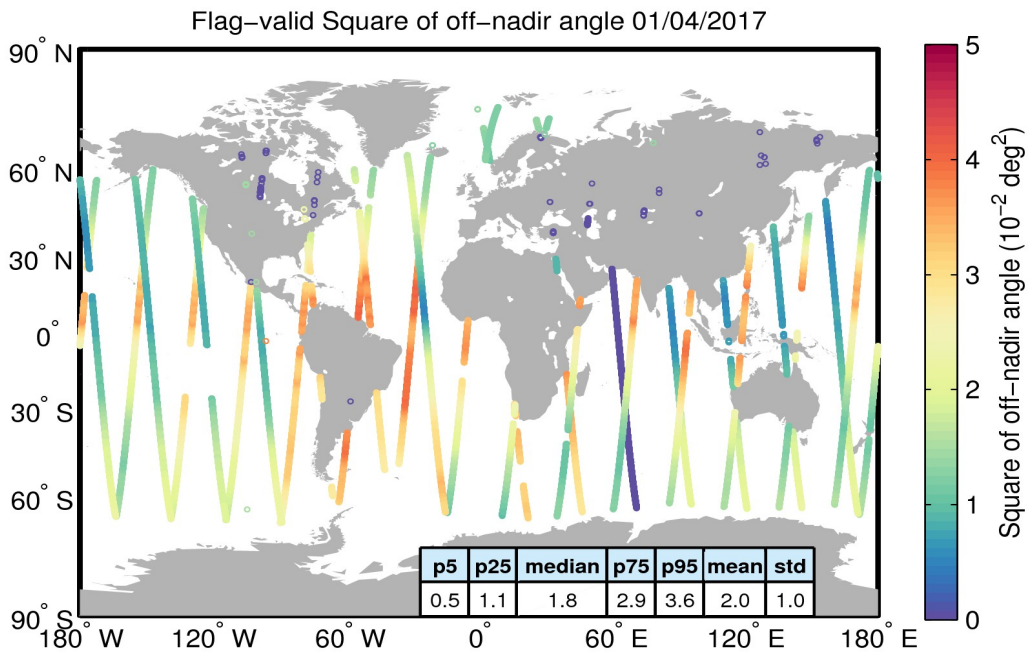 Flag-valid Square of off-nadir angle 01/04/2017
90° N
60° N
30° N
0°
30° S
60° S
90° S
180° W
120° W
60° W
0°
60° E
120° E
180° E
p5 p25 median p75 p95 mean std
0.5 1.1 1.8 2.9 3.6 2.0 1.0
5
4
3
2
1
0
Square of off-nadir angle (10⁻² deg²)